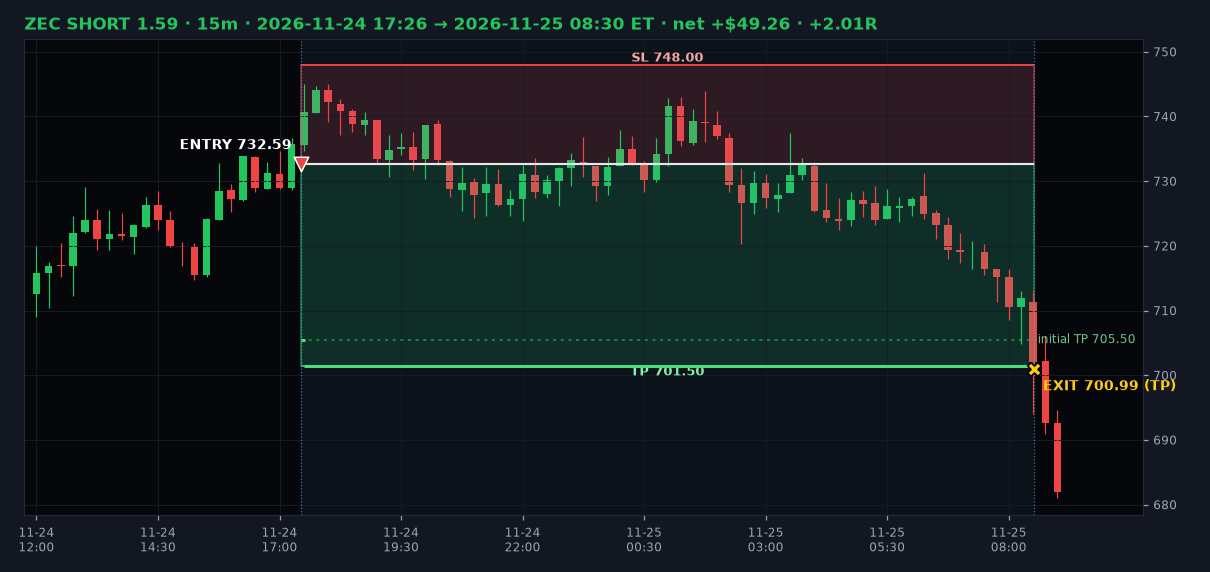 ZEC SHORT 1.59 · 15m · 2026-11-24 17:26 → 2026-11-25 08:30 ET · net +$49.26 · +2.01R
750
SL 748.00
740
ENTRY 732.59
730
720
710
initial TP 705.50
TP 701.50
700
EXIT 700.99 (TP)
690
680
11-24 12:00
11-24 14:30
11-24 17:00
11-24 19:30
11-24 22:00
11-25 00:30
11-25 03:00
11-25 05:30
11-25 08:00